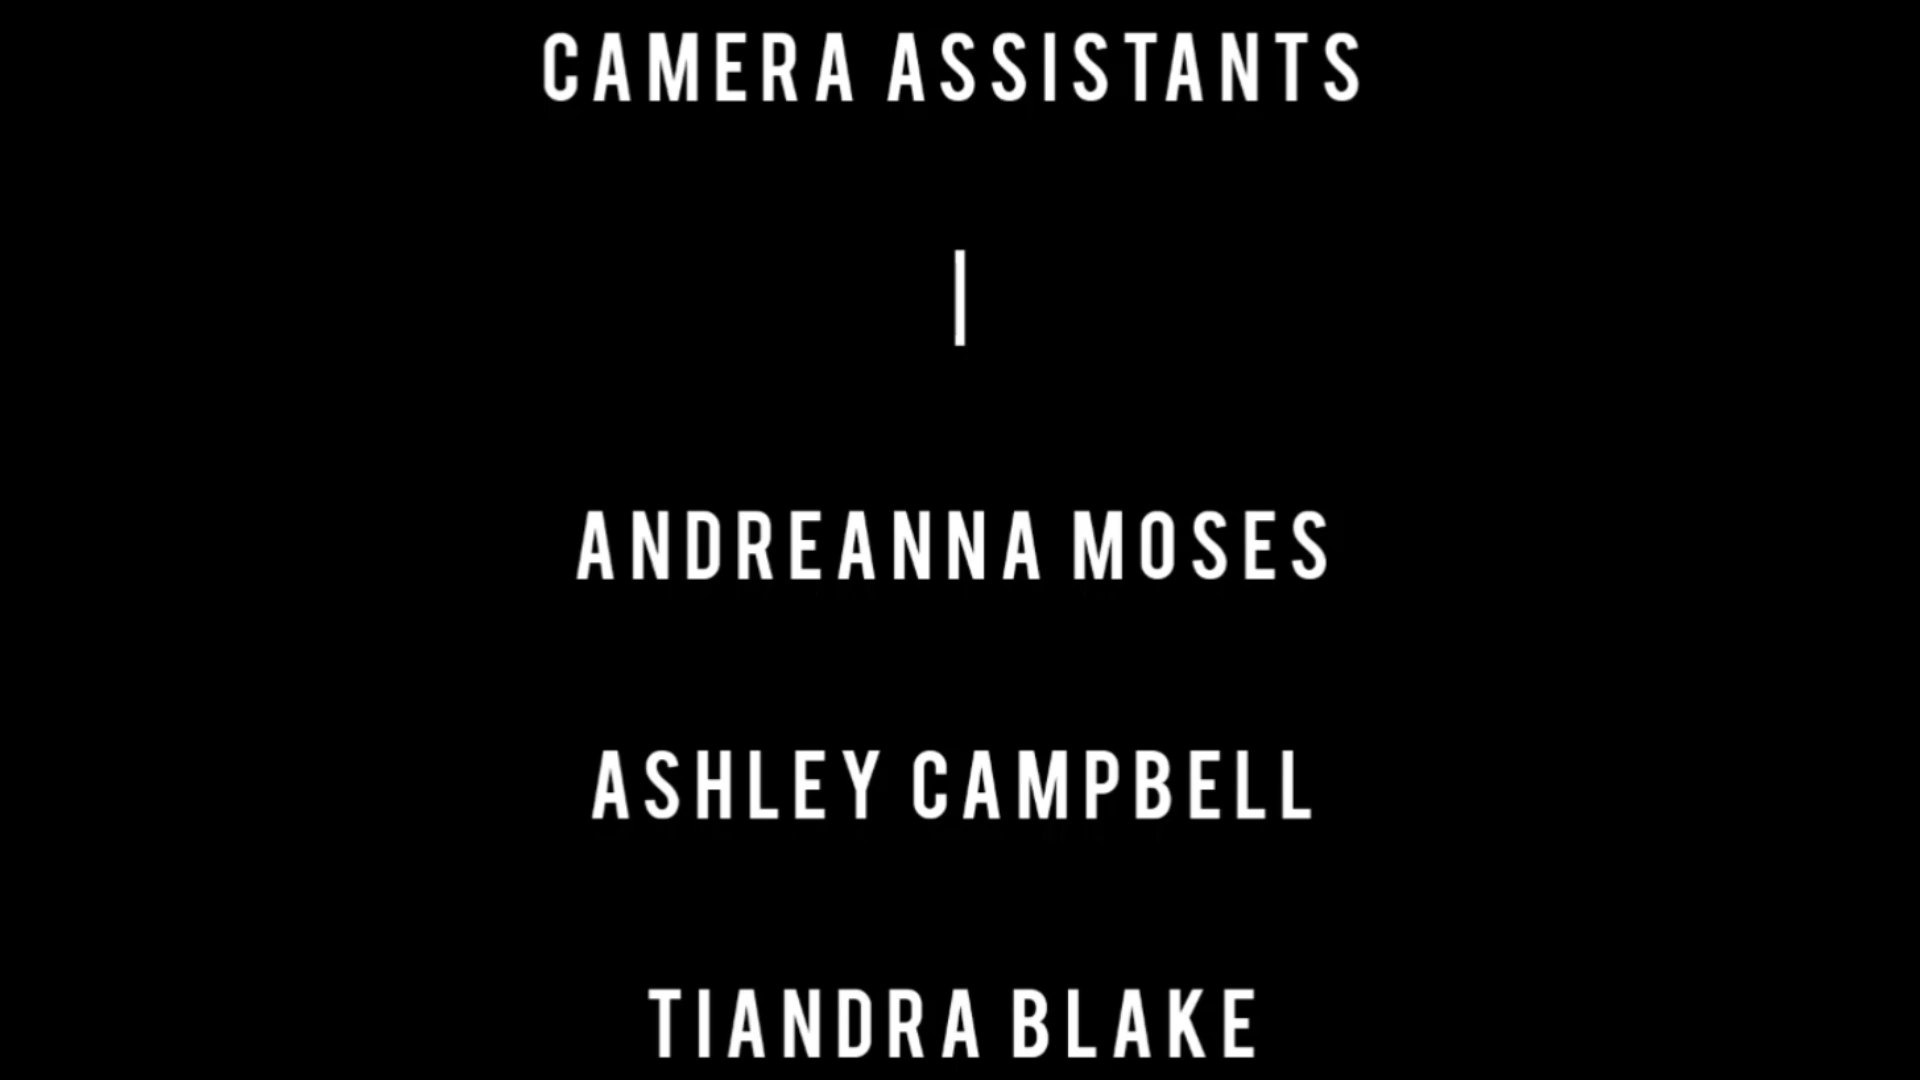 CAMERA ASSISTANTS
|
ANDREANNA MOSES
ASHLEY CAMPBELL
TIANDRA BLAKE